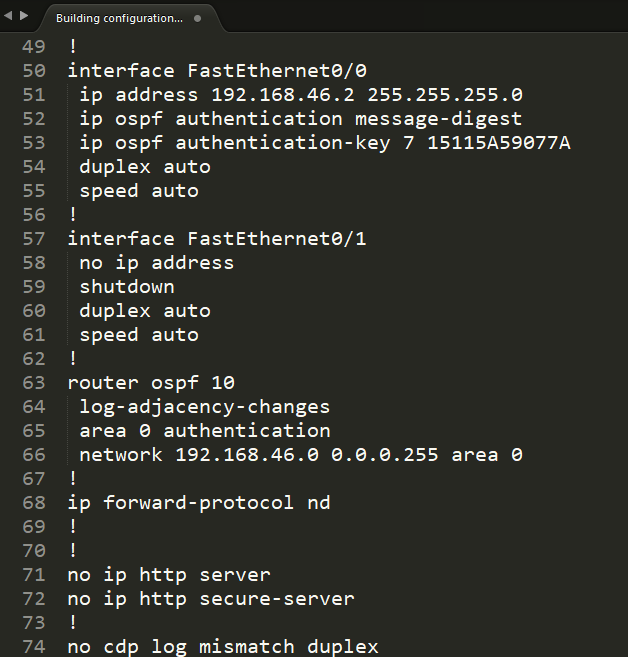 Building configuration...
49 !
50 interface FastEthernet0/0
51 ip address 192.168.46.2 255.255.255.0
52 ip ospf authentication message-digest
53 ip ospf authentication-key 7 15115A59077A
54 duplex auto
55 speed auto
56 !
57 interface FastEthernet0/1
58 no ip address
59 shutdown
60 duplex auto
61 speed auto
62 !
63 router ospf 10
64 log-adjacency-changes
65 area 0 authentication
66 network 192.168.46.0 0.0.0.255 area 0
67 !
68 ip forward-protocol nd
69 !
70 !
71 no ip http server
72 no ip http secure-server
73 !
74 no cdp log mismatch duplex